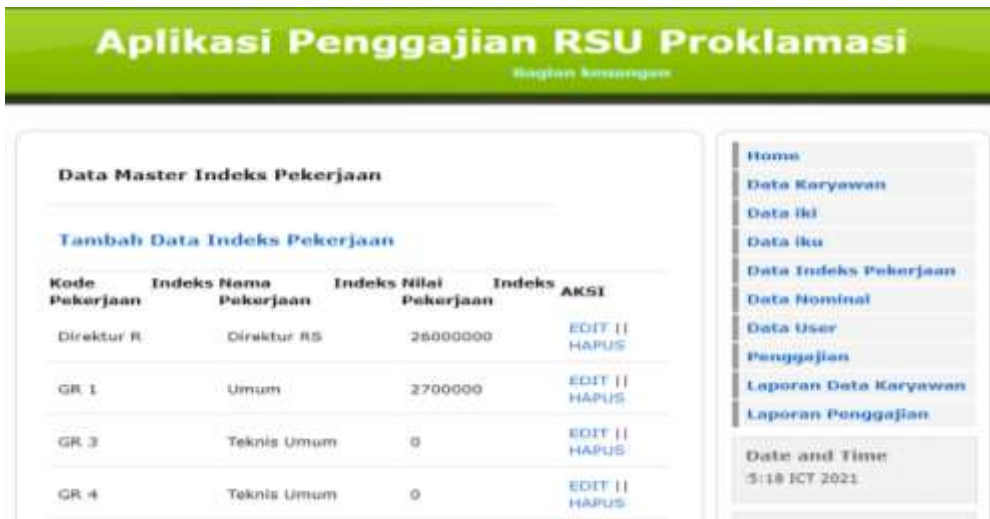 Aplikasi Penggajian RSU Proklamasi
Bagian keuangan
Data Master Indeks Pekerjaan
Tambah Data Indeks Pekerjaan
Kode Indeks Pekerjaan Nama Indeks Pekerjaan Nilai Indeks Pekerjaan AKSI
Direktur R Direktur RS 26000000 EDIT || HAPUS
GR 1 Umum 2700000 EDIT || HAPUS
GR 3 Teknis Umum 0 EDIT || HAPUS
GR 4 Teknis Umum 0 EDIT || HAPUS
Home
Data Karyawan
Data iki
Data iku
Data Indeks Pekerjaan
Data Nominal
Data User
Penggajian
Laporan Data Karyawan
Laporan Penggajian
Date and Time
5:18 ICT 2021